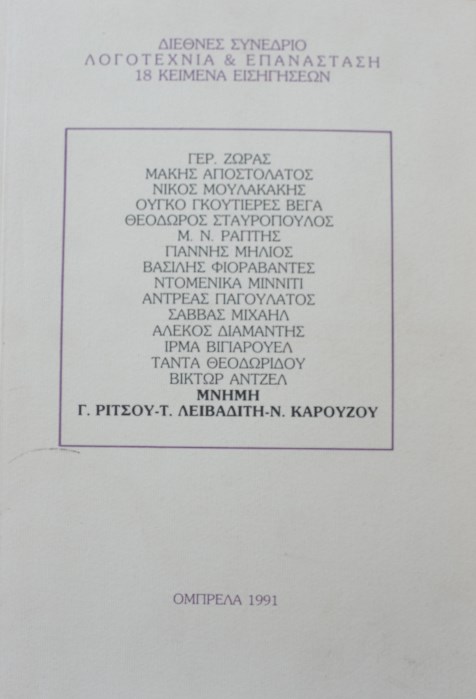 ΔΙΕΘΝΕΣ ΣΥΝΕΔΡΙΟ
ΛΟΓΟΤΕΧΝΙΑ & ΕΠΑΝΑΣΤΑΣΗ
18 ΚΕΙΜΕΝΑ ΕΙΣΗΓΗΣΕΩΝ
ΓΕΡ. ΖΩΡΑΣ
ΜΑΚΗΣ ΑΠΟΣΤΟΛΑΤΟΣ
ΝΙΚΟΣ ΜΟΥΛΑΚΑΚΗΣ
ΟΥΓΚΟ ΓΚΟΥΤΙΕΡΕΣ ΒΕΓΑ
ΘΕΟΔΩΡΟΣ ΣΤΑΥΡΟΠΟΥΛΟΣ
Μ. Ν. ΡΑΠΤΗΣ
ΓΙΑΝΝΗΣ ΜΗΛΙΟΣ
ΒΑΣΙΛΗΣ ΦΙΟΡΑΒΑΝΤΕΣ
ΝΤΟΜΕΝΙΚΑ ΜΙΝΝΙΤΙ
ΑΝΤΡΕΑΣ ΠΑΓΟΥΛΑΤΟΣ
ΣΑΒΒΑΣ ΜΙΧΑΗΛ
ΑΛΕΚΟΣ ΔΙΑΜΑΝΤΗΣ
ΙΡΜΑ ΒΙΓΙΑΡΟΥΕΛ
ΤΑΝΤΑ ΘΕΟΔΩΡΙΔΟΥ
ΒΙΚΤΩΡ ΑΝΤΖΕΛ
ΜΝΗΜΗ
Γ. ΡΙΤΣΟΥ-Τ. ΛΕΙΒΑΔΙΤΗ-Ν. ΚΑΡΟΥΖΟΥ
ΟΜΠΡΕΛΑ 1991